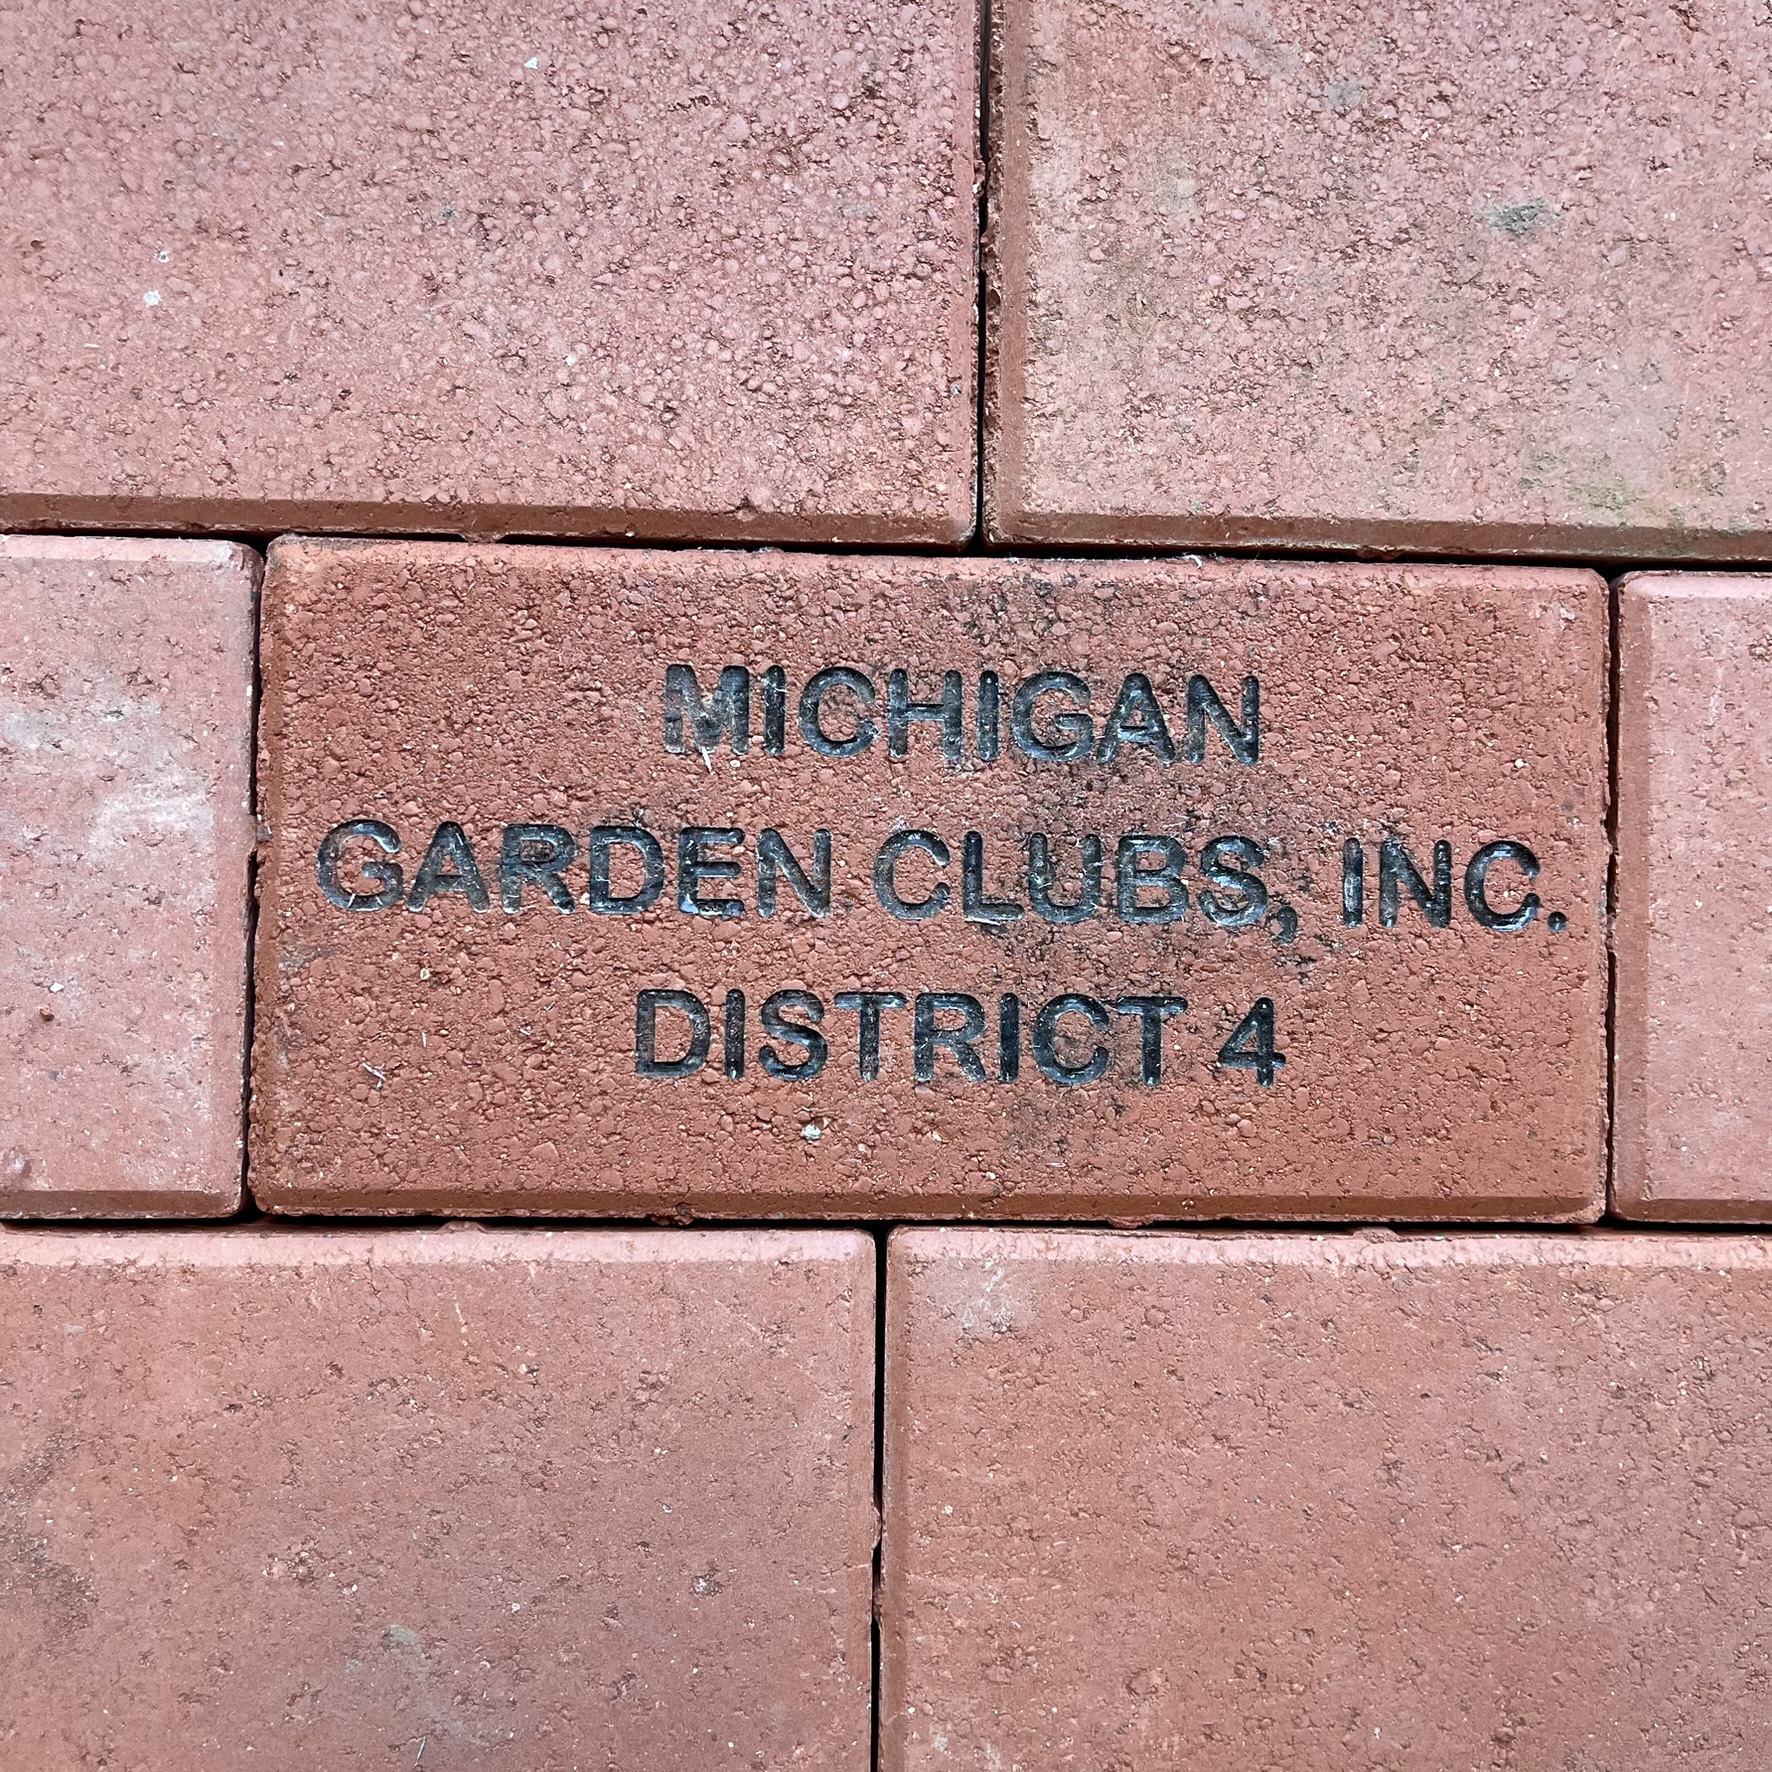 MICHIGAN
GARDEN CLUBS, INC.
DISTRICT 4